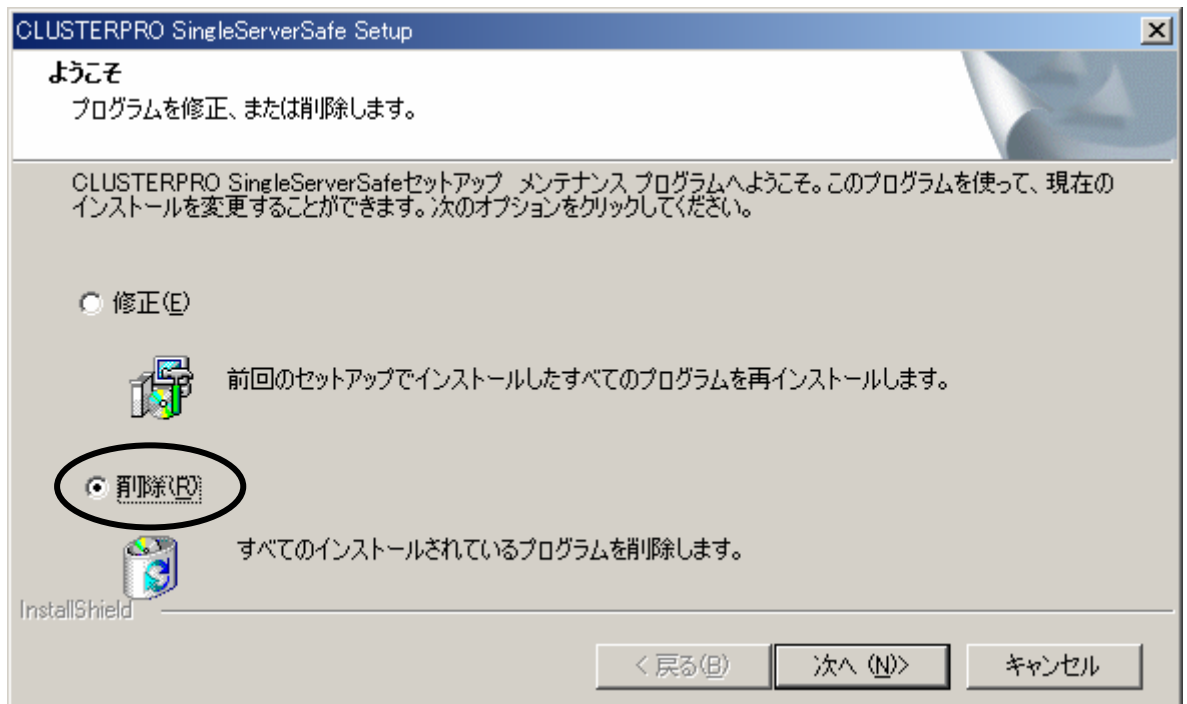 CLUSTERPRO SingleServerSafe Setup
ようこそ
プログラムを修正、または削除します。
CLUSTERPRO SingleServerSafeセットアップ メンテナンス プログラムへようこそ。このプログラムを使って、現在の
インストールを変更することができます。次のオプションをクリックしてください。
修正(E)
前回のセットアップでインストールしたすべてのプログラムを再インストールします。
削除(R)
すべてのインストールされているプログラムを削除します。
InstallShield
< 戻る(B)
次へ (N)>
キャンセル